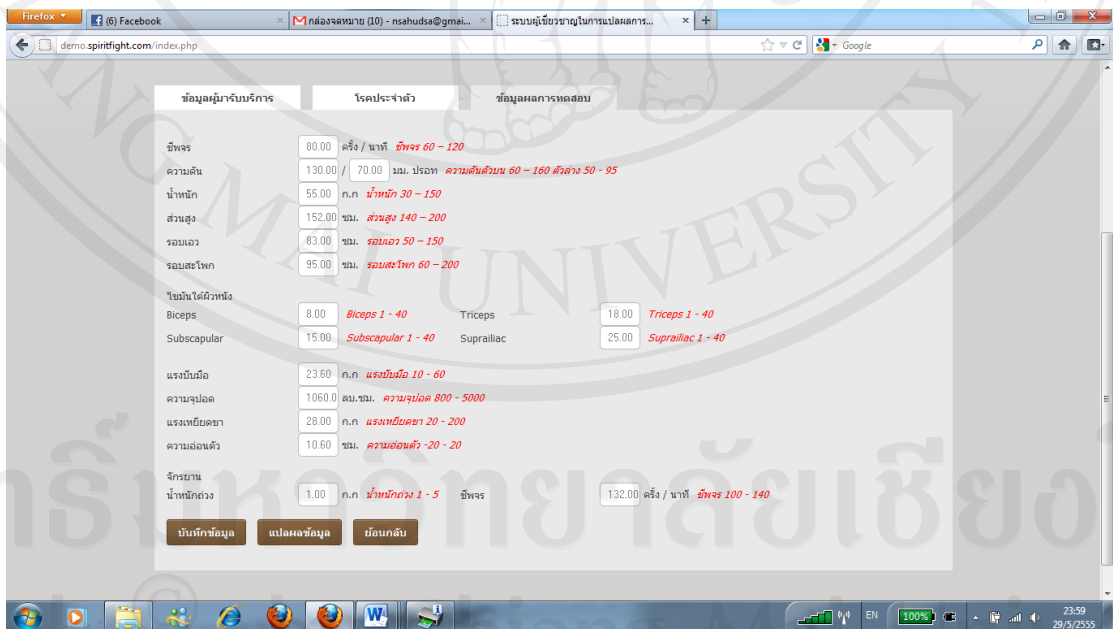 Firefox
(6) Facebook
กล่องจดหมาย (10) - nsahudsa@gmai...
ระบบผู้เชี่ยวชาญในการแปลผลการ...
demo.spiritfight.com/index.php
Google
ข้อมูลผู้มารับบริการ โรคประจำตัว ข้อมูลผลการทดสอบ
ชีพจร 80.00 ครั้ง / นาที ชีพจร 60 – 120
ความดัน 130.00 / 70.00 มม. ปรอท ความดันตัวบน 60 – 160 ตัวล่าง 50 - 95
น้ำหนัก 55.00 ก.ก น้ำหนัก 30 – 150
ส่วนสูง 152.00 ซม. ส่วนสูง 140 – 200
รอบเอว 83.00 ซม. รอบเอว 50 – 150
รอบสะโพก 95.00 ซม. รอบสะโพก 60 – 200
ไขมันใต้ผิวหนัง
Biceps 8.00 Biceps 1 - 40 Triceps 18.00 Triceps 1 - 40
Subscapular 15.00 Subscapular 1 - 40 Suprailiac 25.00 Suprailiac 1 - 40
แรงบีบมือ 23.60 ก.ก แรงบีบมือ 10 - 60
ความจุปอด 1060.0 ลบ.ซม. ความจุปอด 800 - 5000
แรงเหยียดขา 28.00 ก.ก แรงเหยียดขา 20 - 200
ความอ่อนตัว 10.60 ซม. ความอ่อนตัว -20 - 20
จักรยาน
น้ำหนักถ่วง 1.00 ก.ก น้ำหนักถ่วง 1 - 5 ชีพจร 132.00 ครั้ง / นาที ชีพจร 100 - 140
บันทึกข้อมูล แปลผลข้อมูล ย้อนกลับ
EN 100% 23:59
29/5/2555